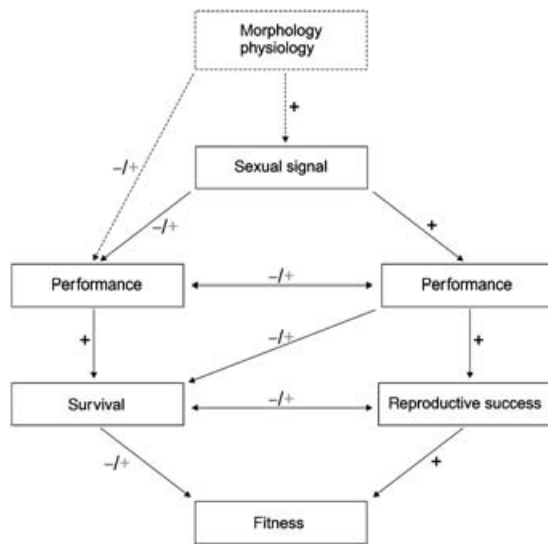 Morphology
physiology
+
-/+
Sexual signal
-/+
+
Performance
-/+
Performance
+
-/+
+
Survival
-/+
Reproductive success
-/+
+
Fitness